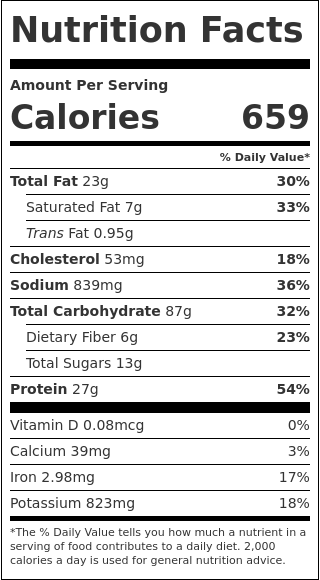 Nutrition Facts
Amount Per Serving
Calories 659
% Daily Value*
Total Fat 23g 30%
Saturated Fat 7g 33%
Trans Fat 0.95g
Cholesterol 53mg 18%
Sodium 839mg 36%
Total Carbohydrate 87g 32%
Dietary Fiber 6g 23%
Total Sugars 13g
Protein 27g 54%
Vitamin D 0.08mcg 0%
Calcium 39mg 3%
Iron 2.98mg 17%
Potassium 823mg 18%
*The % Daily Value tells you how much a nutrient in a
serving of food contributes to a daily diet. 2,000
calories a day is used for general nutrition advice.